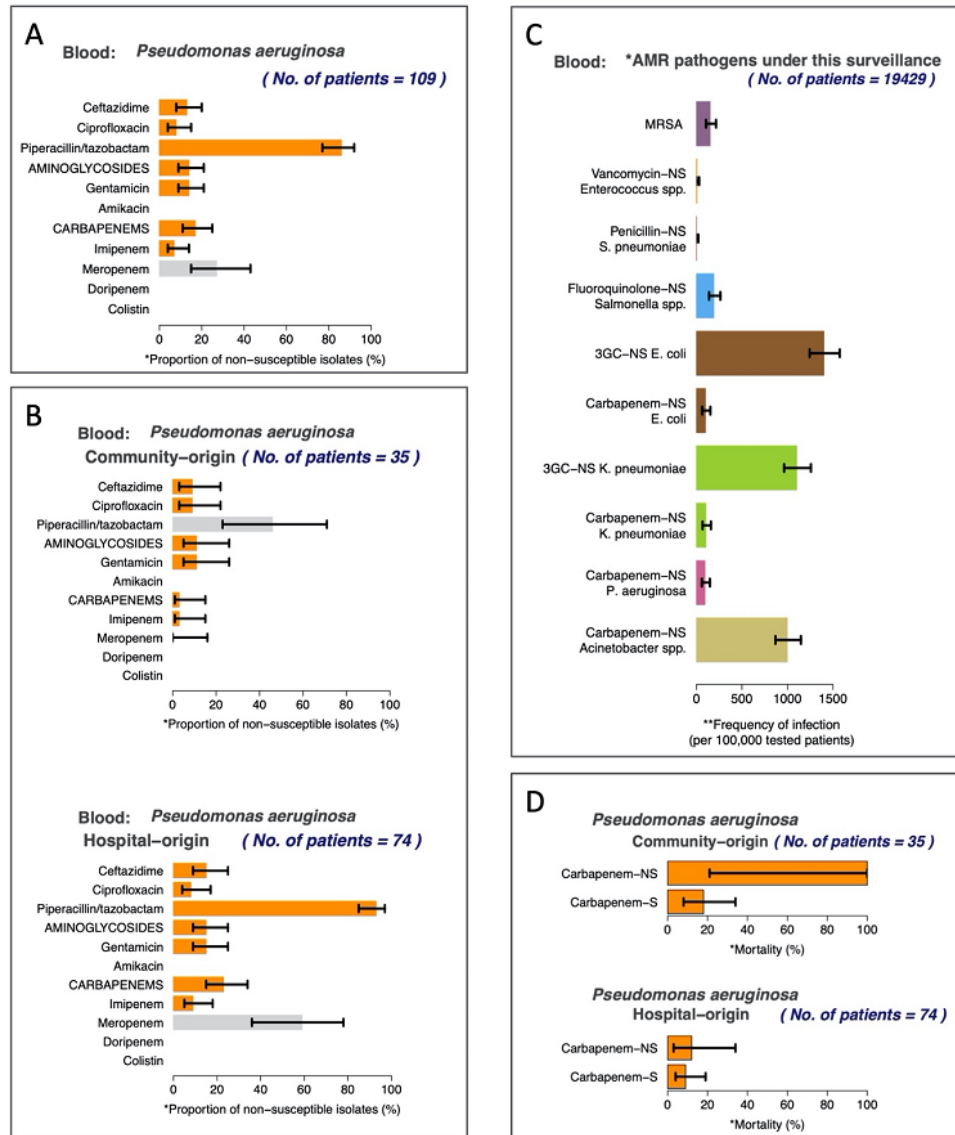 A
Blood: Pseudomonas aeruginosa
( No. of patients = 109 )
Ceftazidime
Ciprofloxacin
Piperacillin/tazobactam
AMINOGLYCOSIDES
Gentamicin
Amikacin
CARBAPENEMS
Imipenem
Meropenem
Doripenem
Colistin
0 20 40 60 80 100
*Proportion of non−susceptible isolates (%)
B
Blood: Pseudomonas aeruginosa
Community−origin ( No. of patients = 35 )
Ceftazidime
Ciprofloxacin
Piperacillin/tazobactam
AMINOGLYCOSIDES
Gentamicin
Amikacin
CARBAPENEMS
Imipenem
Meropenem
Doripenem
Colistin
0 20 40 60 80 100
*Proportion of non−susceptible isolates (%)
Blood: Pseudomonas aeruginosa
Hospital−origin ( No. of patients = 74 )
Ceftazidime
Ciprofloxacin
Piperacillin/tazobactam
AMINOGLYCOSIDES
Gentamicin
Amikacin
CARBAPENEMS
Imipenem
Meropenem
Doripenem
Colistin
0 20 40 60 80 100
*Proportion of non−susceptible isolates (%)
C
Blood: *AMR pathogens under this surveillance
( No. of patients = 19429 )
MRSA
Vancomycin−NS
Enterococcus spp.
Penicillin−NS
S. pneumoniae
Fluoroquinolone−NS
Salmonella spp.
3GC−NS E. coli
Carbapenem−NS
E. coli
3GC−NS K. pneumoniae
Carbapenem−NS
K. pneumoniae
Carbapenem−NS
P. aeruginosa
Carbapenem−NS
Acinetobacter spp.
0 500 1000 1500
**Frequency of infection
(per 100,000 tested patients)
D
Pseudomonas aeruginosa
Community−origin ( No. of patients = 35 )
Carbapenem−NS
Carbapenem−S
0 20 40 60 80 100
*Mortality (%)
Pseudomonas aeruginosa
Hospital−origin ( No. of patients = 74 )
Carbapenem−NS
Carbapenem−S
0 20 40 60 80 100
*Mortality (%)